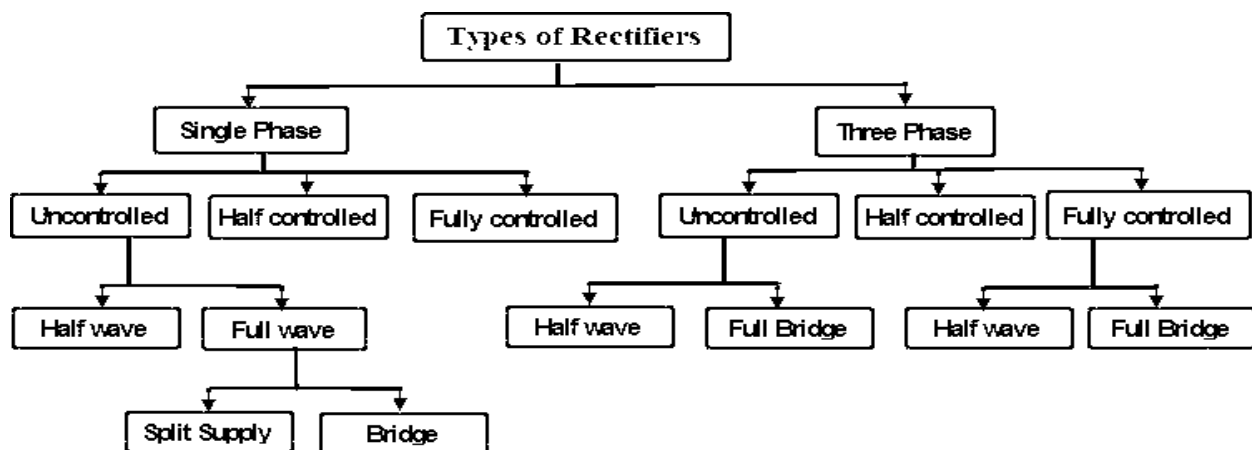 Types of Rectifiers
Single Phase
Three Phase
Uncontrolled
Half controlled
Fully controlled
Uncontrolled
Half controlled
Fully controlled
Half wave
Full wave
Half wave
Full Bridge
Half wave
Full Bridge
Split Supply
Bridge